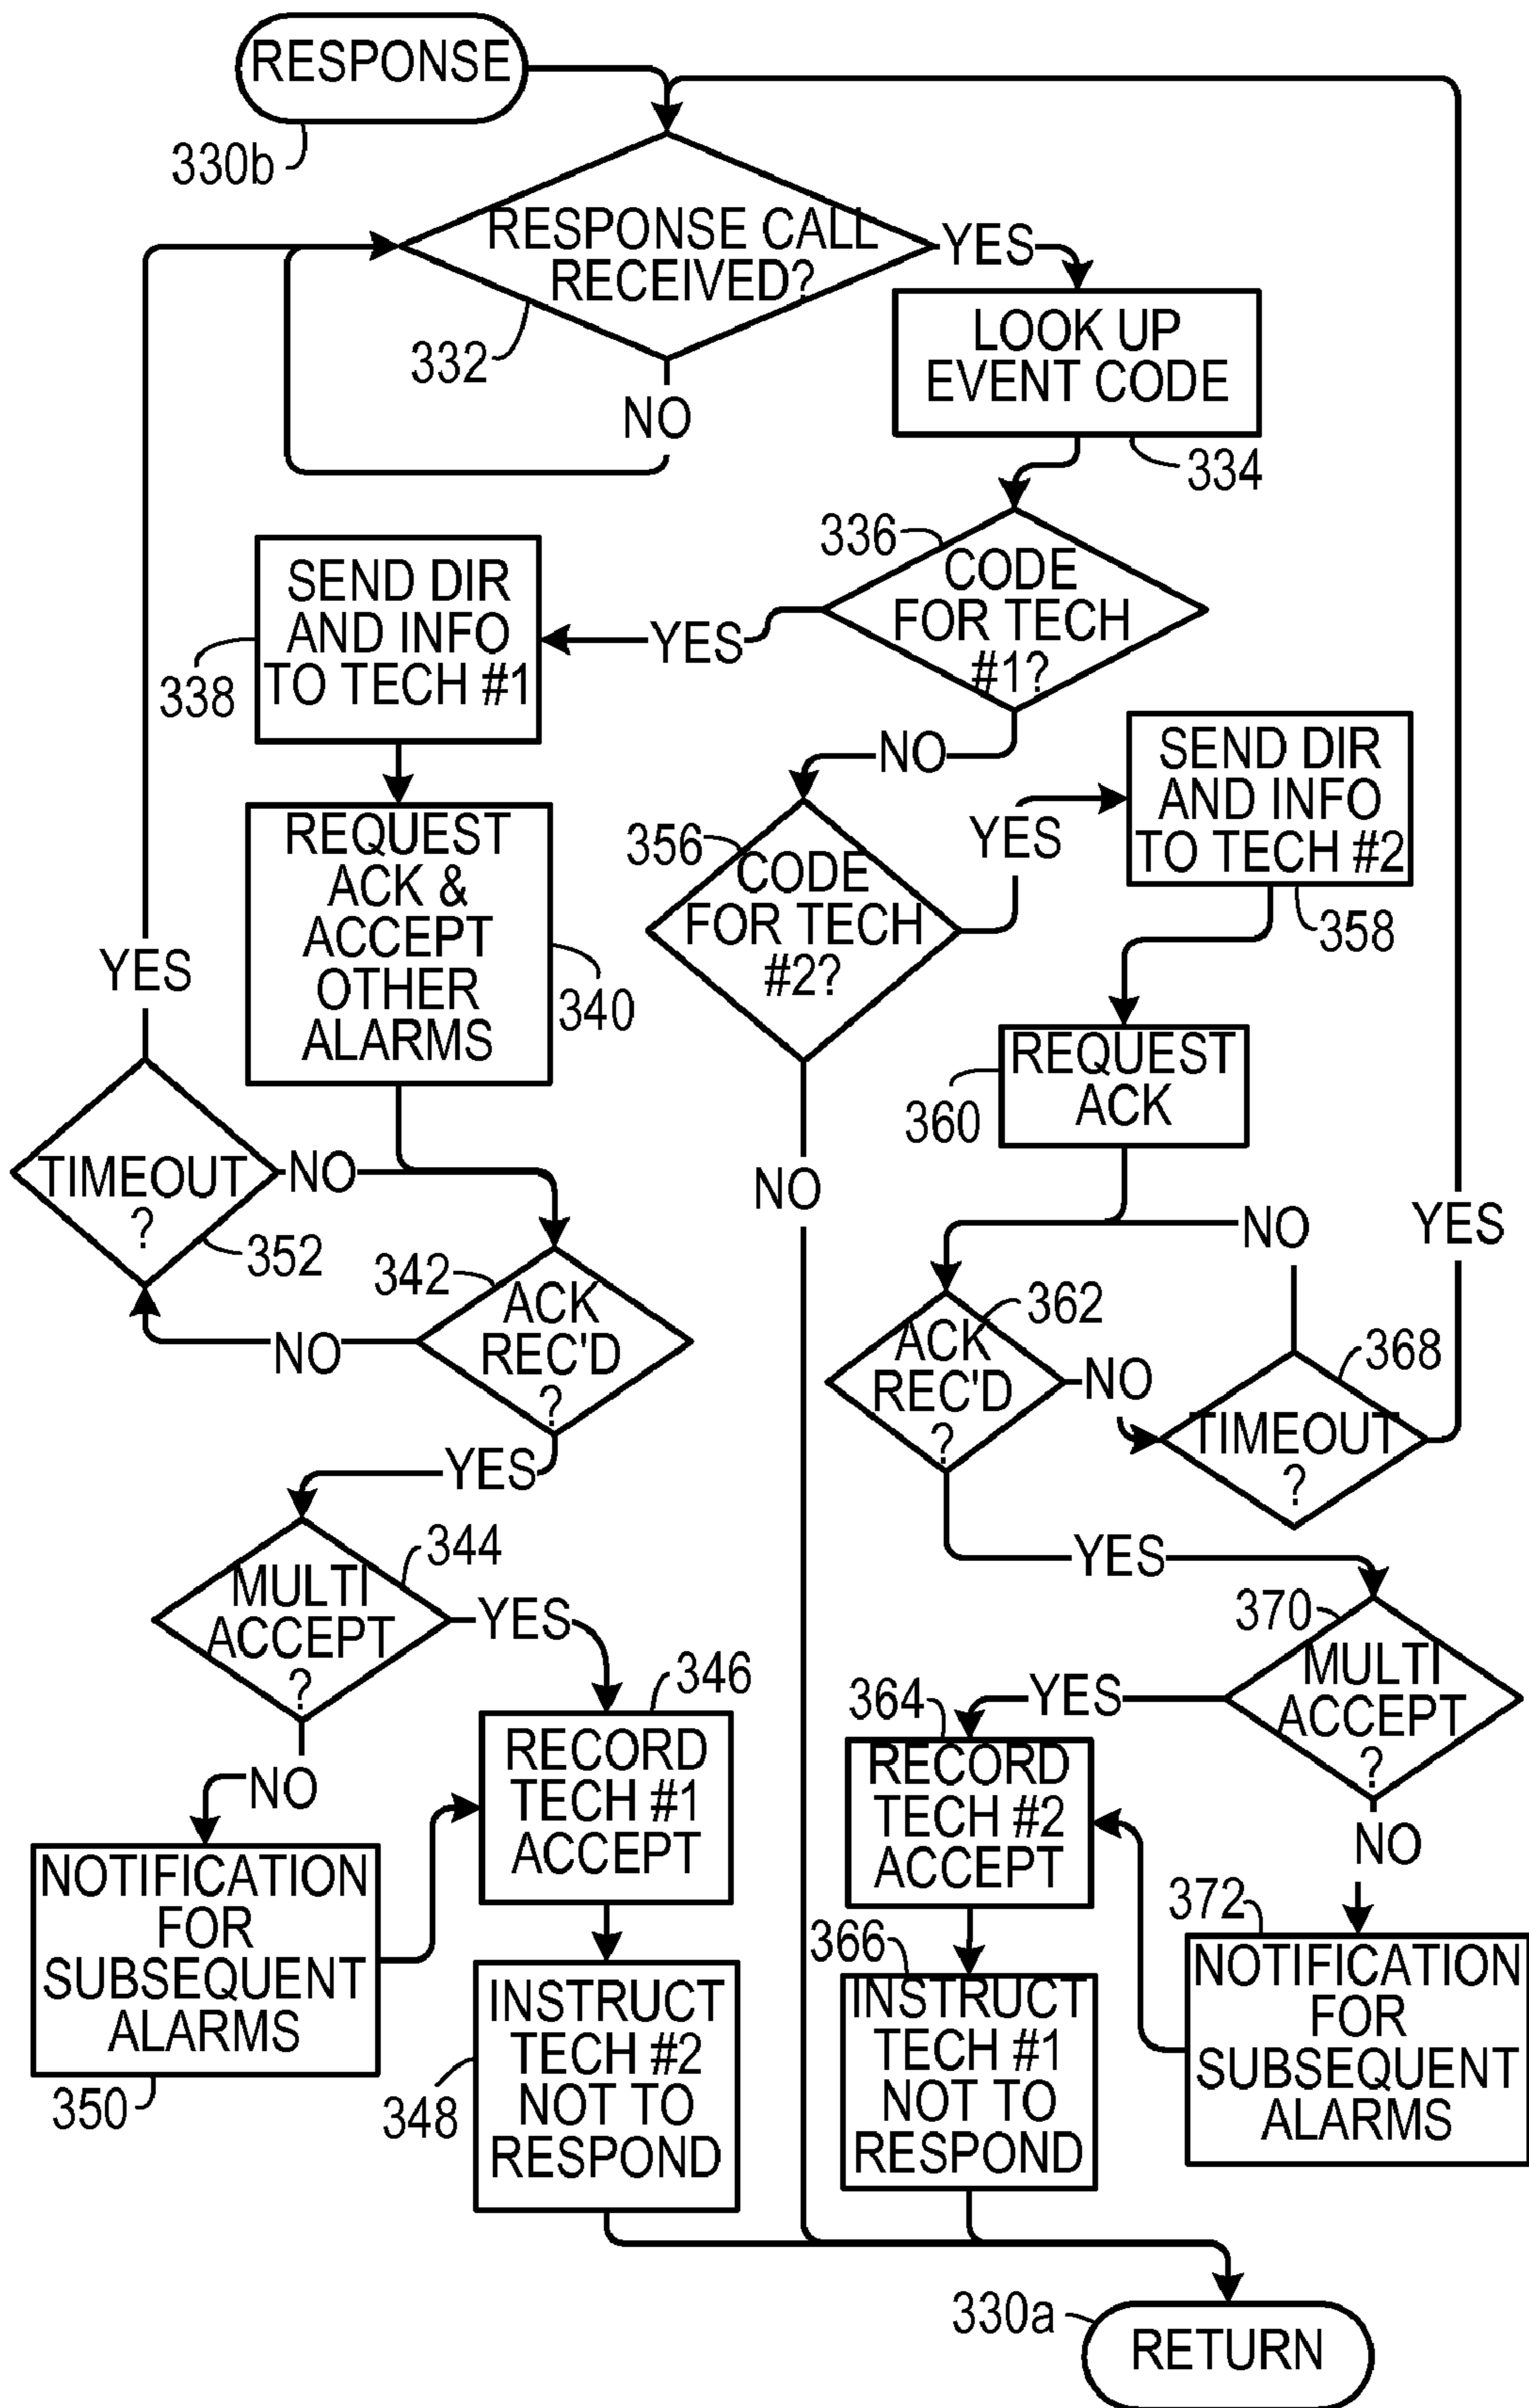 RESPONSE
330b
RESPONSE CALL
RECEIVED?
332
YES
NO
LOOK UP
EVENT CODE
334
336
CODE
FOR TECH
#1?
YES
NO
SEND DIR
AND INFO
TO TECH #1
338
REQUEST
ACK &
ACCEPT
OTHER
ALARMS
340
356
CODE
FOR TECH
#2?
YES
NO
SEND DIR
AND INFO
TO TECH #2
358
REQUEST
ACK
360
YES
TIMEOUT
?
352
NO
342
ACK
REC'D
?
NO
YES
362
ACK
REC'D
?
NO
YES
368
TIMEOUT
?
NO
YES
344
MULTI
ACCEPT
?
YES
NO
346
RECORD
TECH #1
ACCEPT
NOTIFICATION
FOR
SUBSEQUENT
ALARMS
350
INSTRUCT
TECH #2
NOT TO
RESPOND
348
370
MULTI
ACCEPT
?
YES
NO
364
RECORD
TECH #2
ACCEPT
372
NOTIFICATION
FOR
SUBSEQUENT
ALARMS
366
INSTRUCT
TECH #1
NOT TO
RESPOND
330a
RETURN